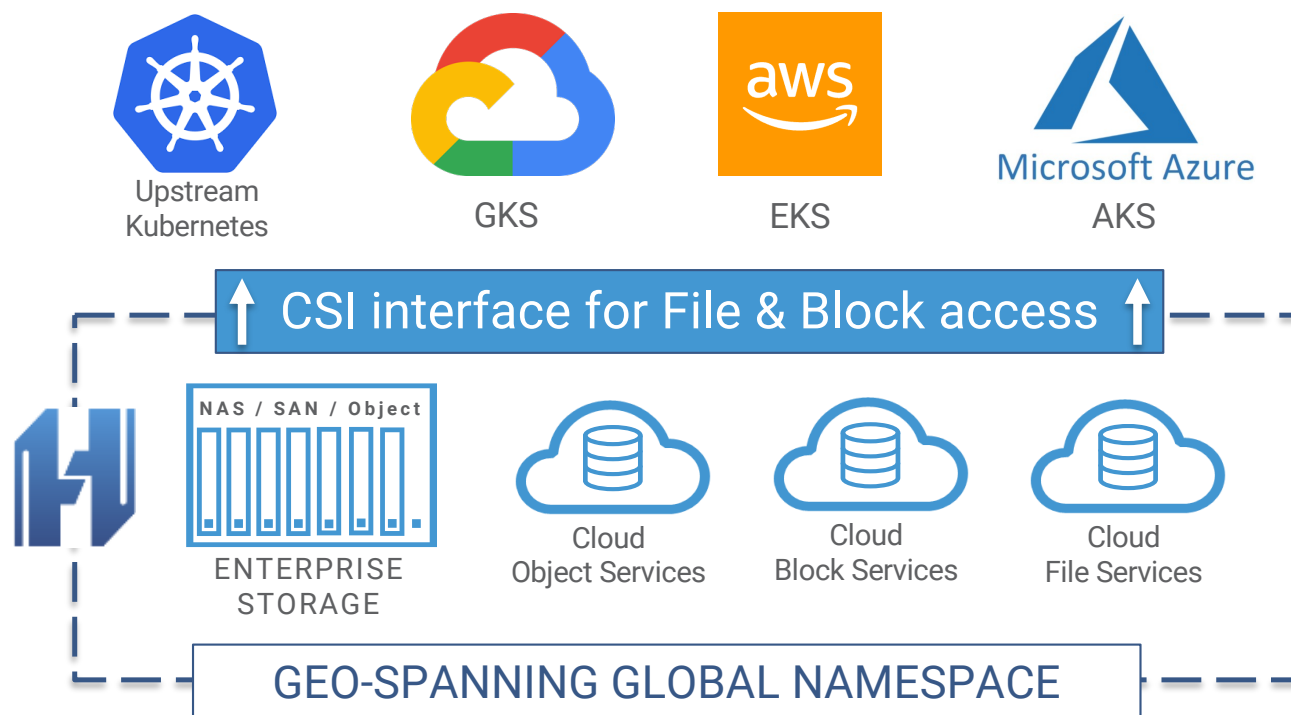 aws
Microsoft Azure
Upstream
Kubernetes
GKS
EKS
AKS
CSI interface for File & Block access
NAS / SAN / Object
ENTERPRISE
STORAGE
Cloud
Object Services
Cloud
Block Services
Cloud
File Services
GEO-SPANNING GLOBAL NAMESPACE